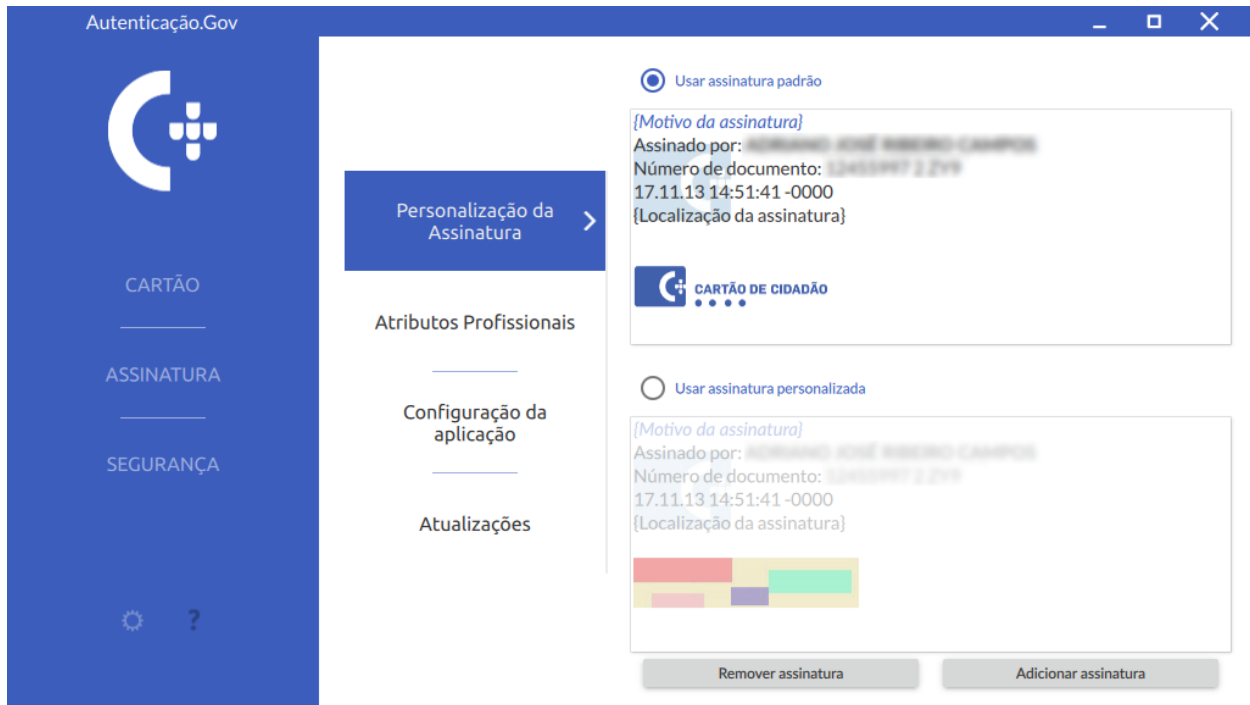 Autenticação.Gov
CARTÃO
ASSINATURA
SEGURANÇA
?
Personalização da
Assinatura
Atributos Profissionais
Configuração da
aplicação
Atualizações
Usar assinatura padrão
{Motivo da assinatura}
Assinado por:
Número de documento:
17.11.13 14:51:41 -0000
{Localização da assinatura}
CARTÃO DE CIDADÃO
Usar assinatura personalizada
{Motivo da assinatura}
Assinado por:
Número de documento:
17.11.13 14:51:41 -0000
{Localização da assinatura}
Remover assinatura
Adicionar assinatura